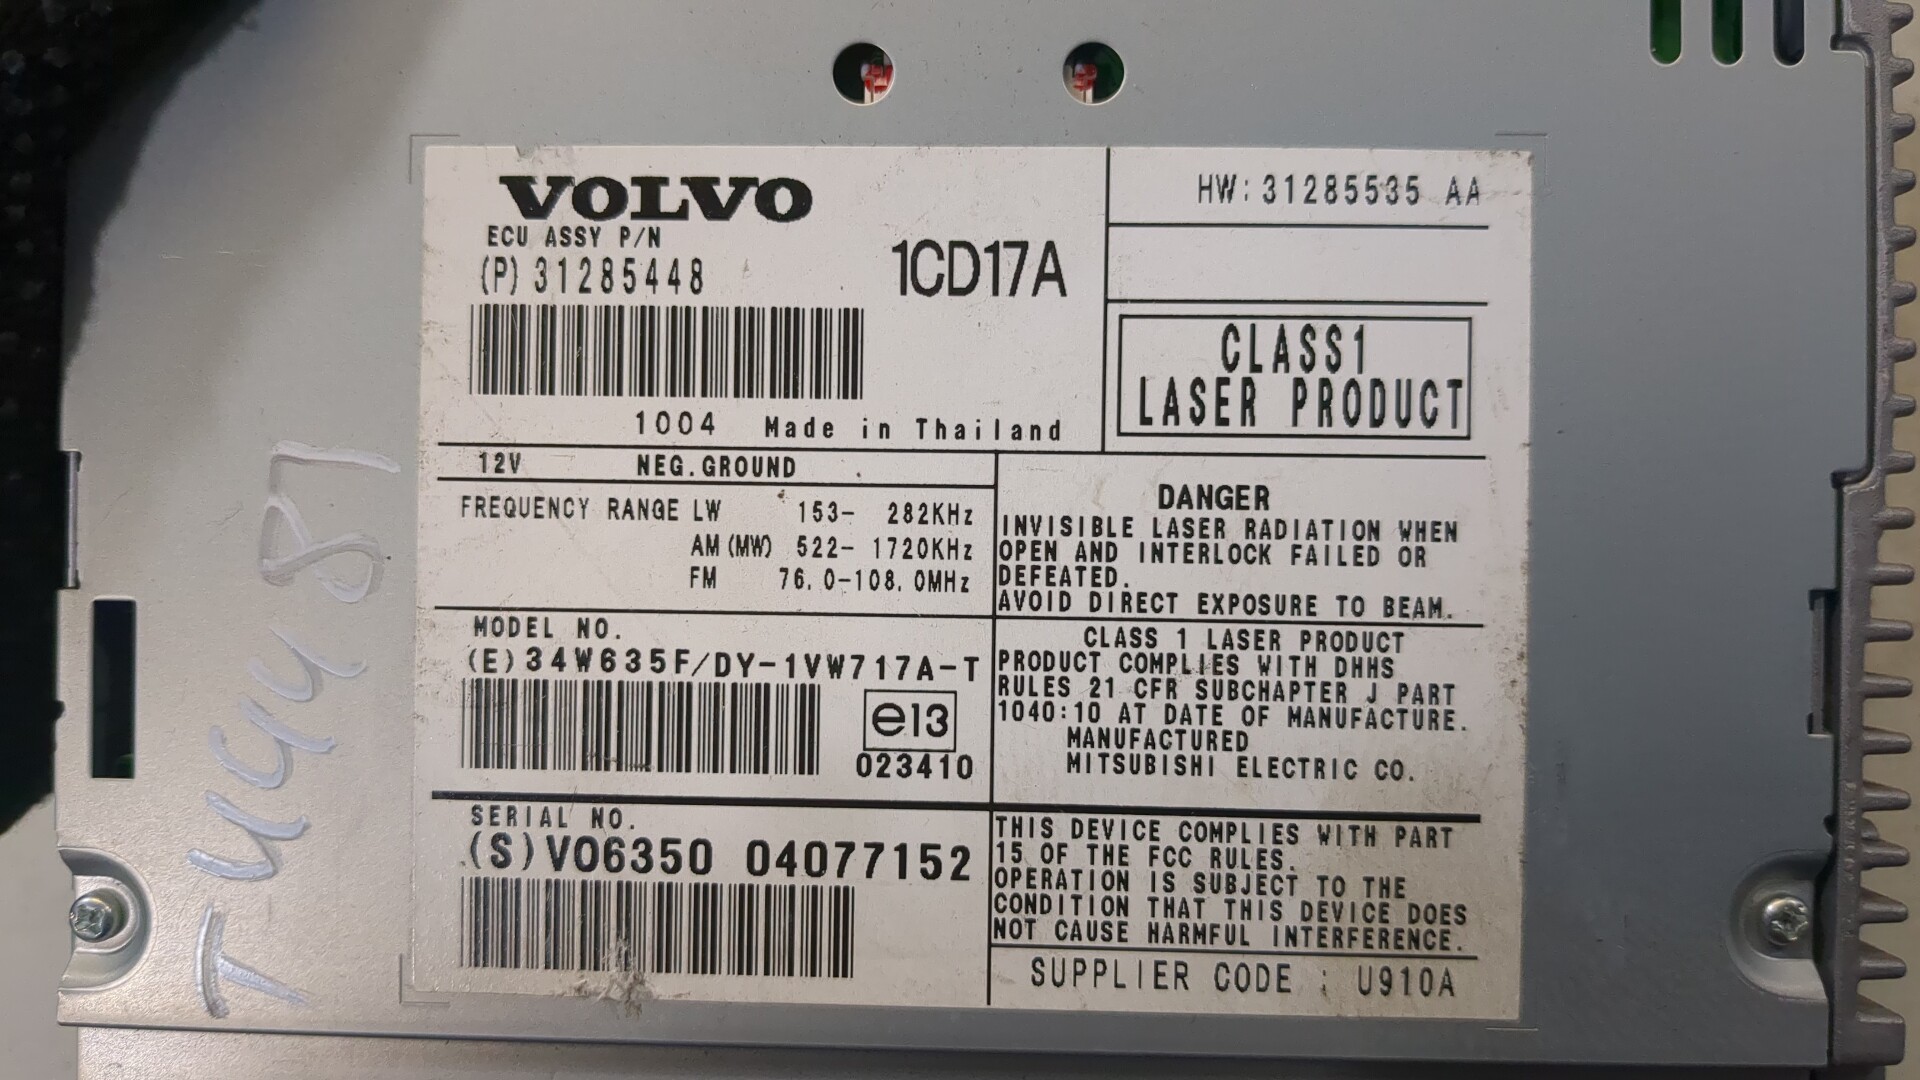 VOLVO
ECU ASSY P/N
(P) 31285448
1CD17A
1004 Made in Thailand
HW: 31285535 AA
CLASS1
LASER PRODUCT
12V NEG. GROUND
FREQUENCY RANGE LW 153- 282KHz
AM (MW) 522- 1720KHz
FM 76.0-108.0MHz
DANGER
INVISIBLE LASER RADIATION WHEN
OPEN AND INTERLOCK FAILED OR
DEFEATED.
AVOID DIRECT EXPOSURE TO BEAM.
MODEL NO.
(E) 34W635F/DY-1VW717A-T
e13
023410
CLASS 1 LASER PRODUCT
PRODUCT COMPLIES WITH DHHS
RULES 21 CFR SUBCHAPTER J PART
1040:10 AT DATE OF MANUFACTURE.
MANUFACTURED
MITSUBISHI ELECTRIC CO.
SERIAL NO.
(S) VO6350 04077152
THIS DEVICE COMPLIES WITH PART
15 OF THE FCC RULES.
OPERATION IS SUBJECT TO THE
CONDITION THAT THIS DEVICE DOES
NOT CAUSE HARMFUL INTERFERENCE.
SUPPLIER CODE : U910A
T-44487